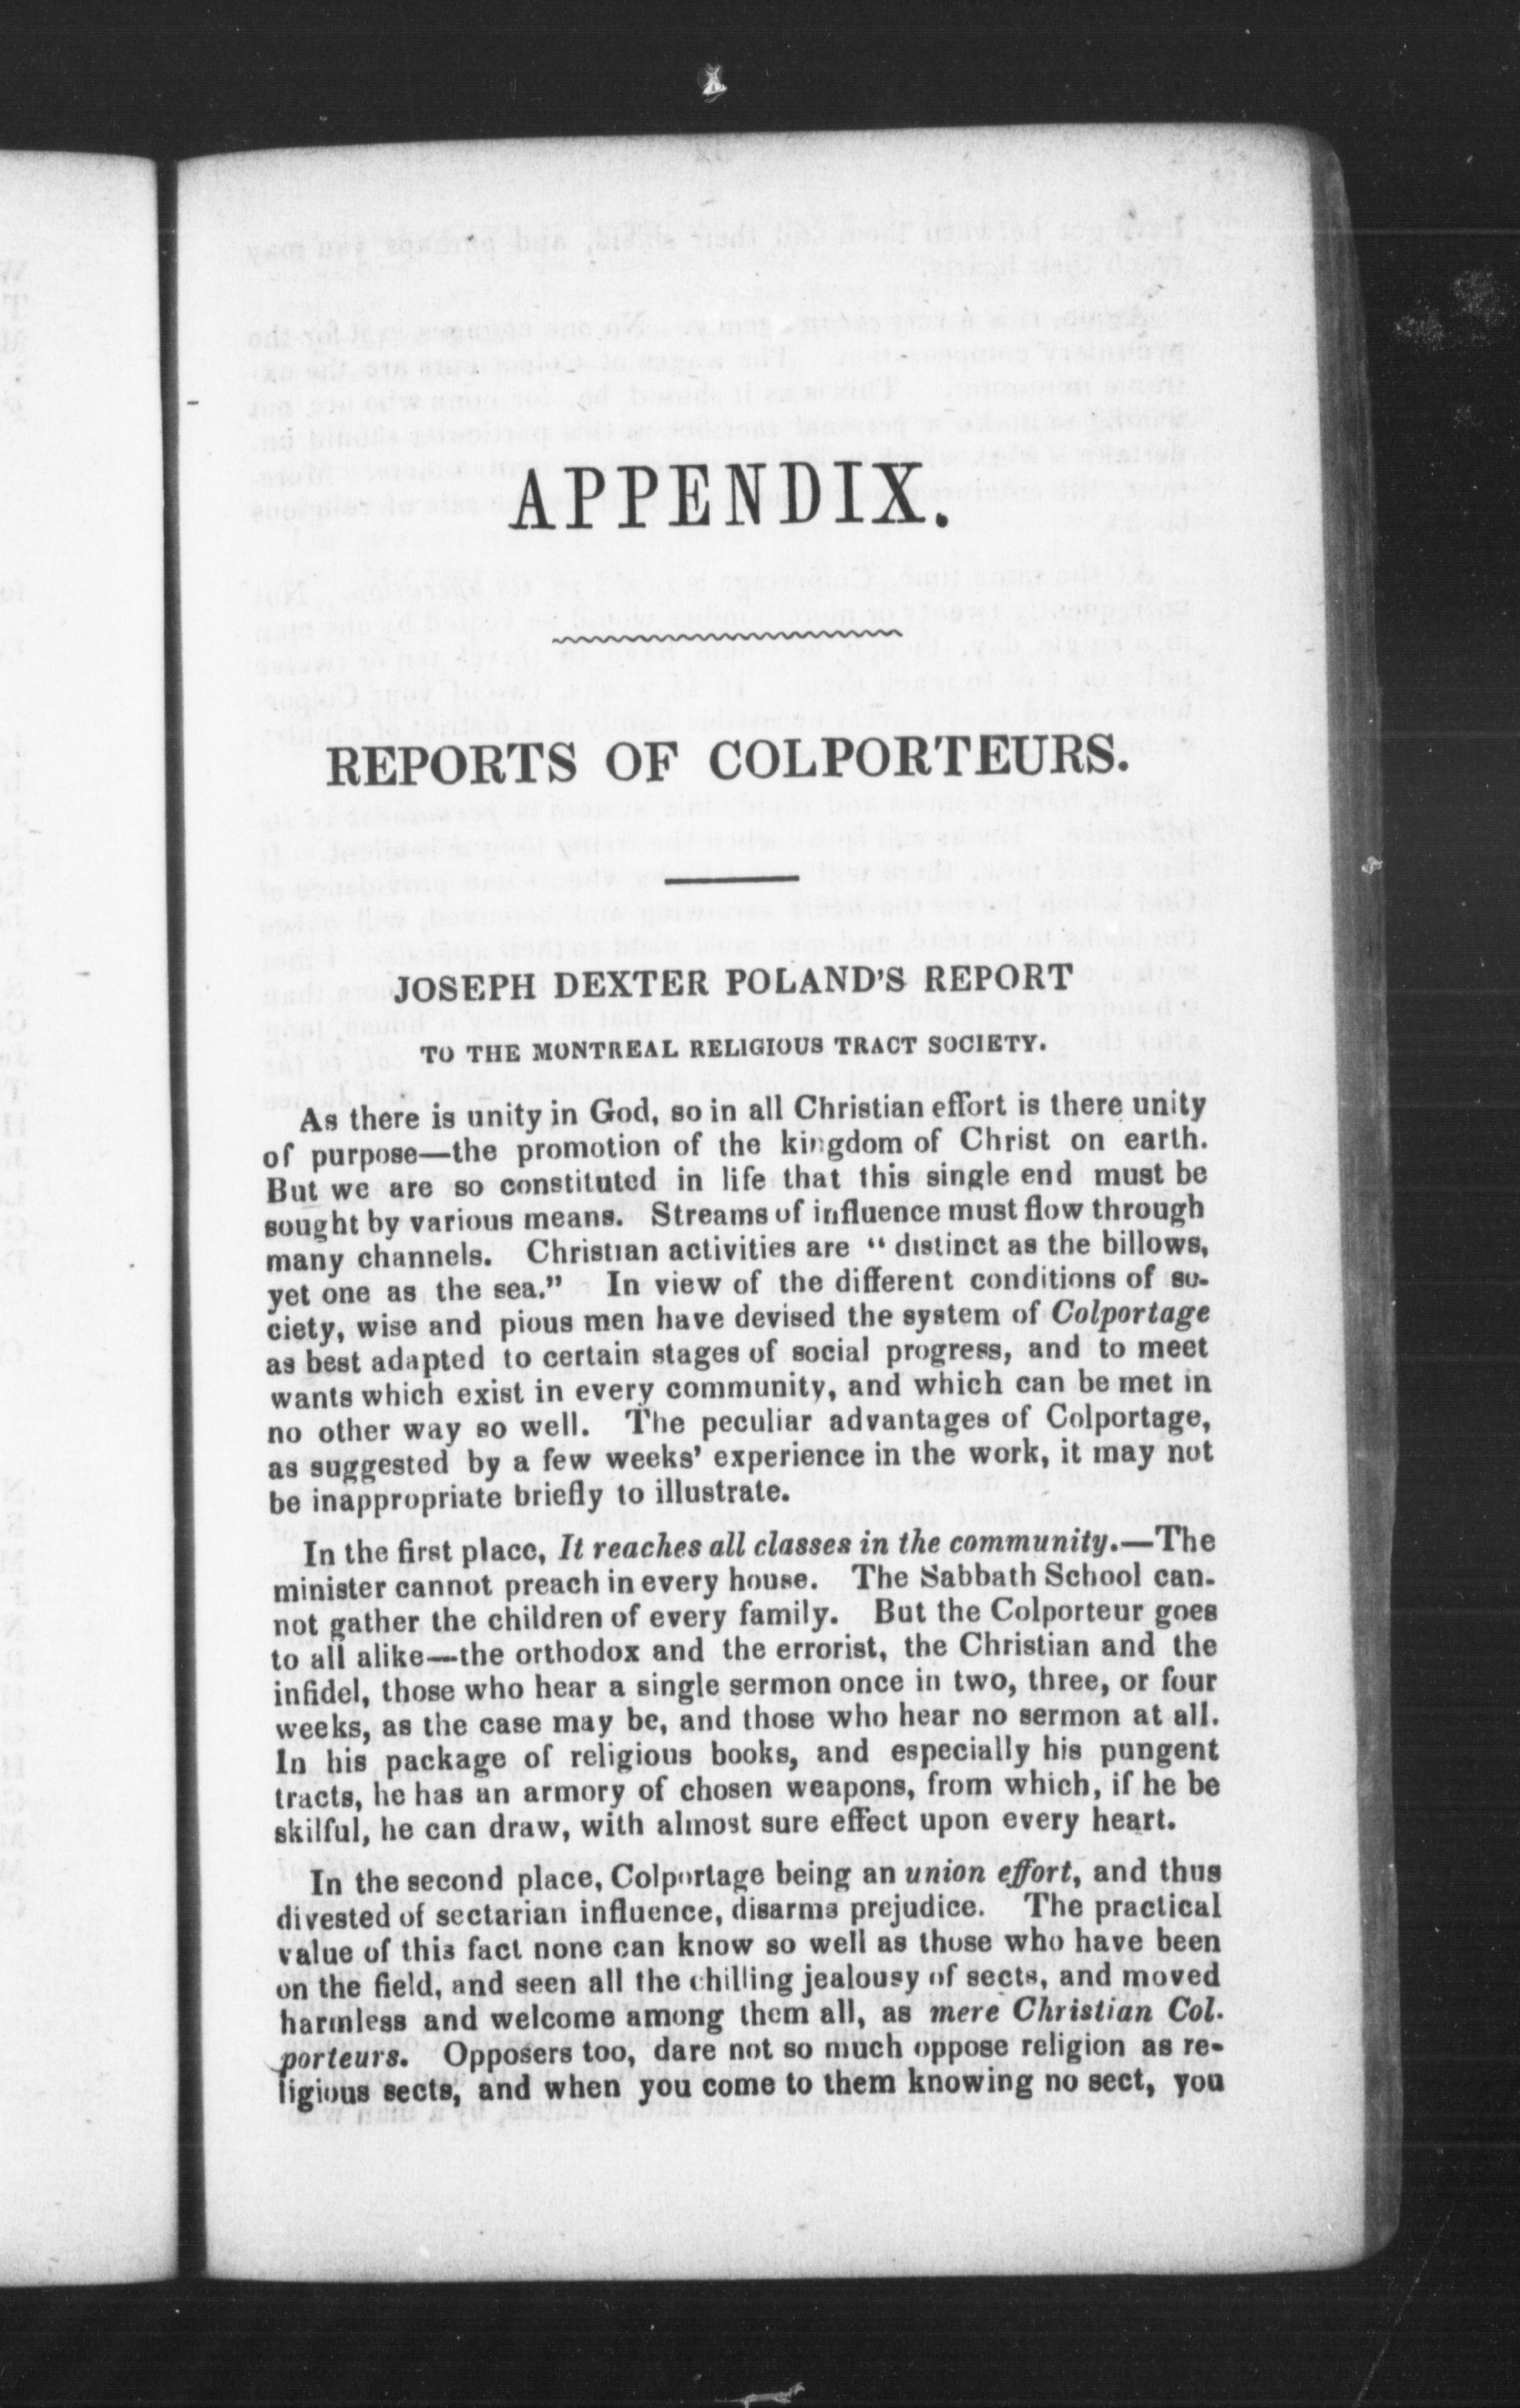 APPENDIX.
REPORTS OF COLPORTEURS.
JOSEPH DEXTER POLAND'S REPORT
TO THE MONTREAL RELIGIOUS TRACT SOCIETY.
As there is unity in God, so in all Christian effort is there unity
of purpose—the promotion of the kingdom of Christ on earth.
But we are so constituted in life that this single end must be
sought by various means. Streams of influence must flow through
many channels. Christian activities are "distinct as the billows,
yet one as the sea." In view of the different conditions of so-
ciety, wise and pious men have devised the system of Colportage
as best adapted to certain stages of social progress, and to meet
wants which exist in every community, and which can be met in
no other way so well. The peculiar advantages of Colportage,
as suggested by a few weeks' experience in the work, it may not
be inappropriate briefly to illustrate.
In the first place, It reaches all classes in the community.—The
minister cannot preach in every house. The Sabbath School can-
not gather the children of every family. But the Colporteur goes
to all alike—the orthodox and the errorist, the Christian and the
infidel, those who hear a single sermon once in two, three, or four
weeks, as the case may be, and those who hear no sermon at all.
In his package of religious books, and especially his pungent
tracts, he has an armory of chosen weapons, from which, if he be
skilful, he can draw, with almost sure effect upon every heart.
In the second place, Colportage being an union effort, and thus
divested of sectarian influence, disarms prejudice. The practical
value of this fact none can know so well as those who have been
on the field, and seen all the chilling jealousy of sects, and moved
harmless and welcome among them all, as mere Christian Col-
porteurs. Opposers too, dare not so much oppose religion as re-
ligious sects, and when you come to them knowing no sect, you